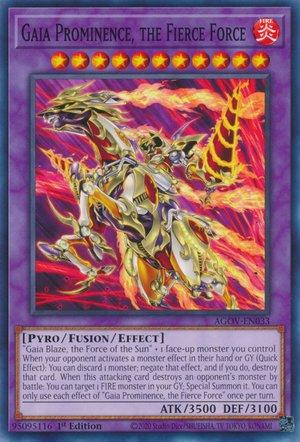 Gaia Prominence, the Fierce Force
FIRE
炎
AGOV-EN033
[Pyro/Fusion/Effect]
"Gaia Blaze, the Force of the Sun" + 1 face-up monster you control
When your opponent activates a monster effect in their hand or GY (Quick
Effect): You can discard 1 monster; negate that effect, and if you do, destroy
that card. When this attacking card destroys an opponent's monster by
battle: You can target 1 FIRE monster in your GY; Special Summon it. You can
only use each effect of "Gaia Prominence, the Fierce Force" once per turn.
ATK/3500 DEF/3100
95095116 1st Edition ©2020 Studio Dice/SHUEISHA, TV TOKYO, KONAMI